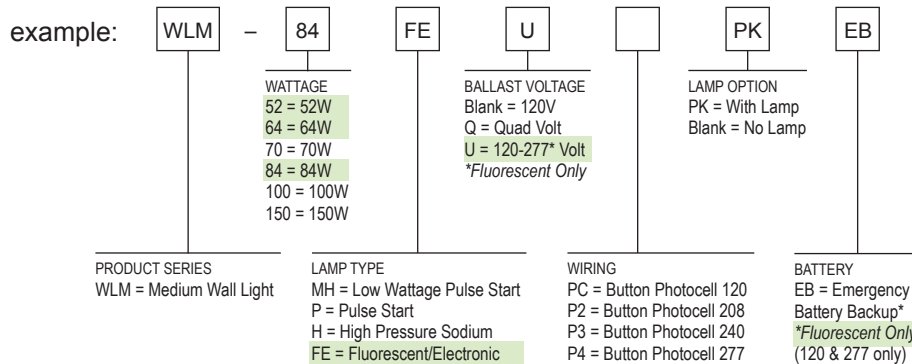 example: WLM – 84 FE U PK EB
WATTAGE
52 = 52W
64 = 64W
70 = 70W
84 = 84W
100 = 100W
150 = 150W
BALLAST VOLTAGE
Blank = 120V
Q = Quad Volt
U = 120-277* Volt
*Fluorescent Only
LAMP OPTION
PK = With Lamp
Blank = No Lamp
PRODUCT SERIES
WLM = Medium Wall Light
LAMP TYPE
MH = Low Wattage Pulse Start
P = Pulse Start
H = High Pressure Sodium
FE = Fluorescent/Electronic
WIRING
PC = Button Photocell 120
P2 = Button Photocell 208
P3 = Button Photocell 240
P4 = Button Photocell 277
BATTERY
EB = Emergency
Battery Backup*
*Fluorescent Only
(120 & 277 only)